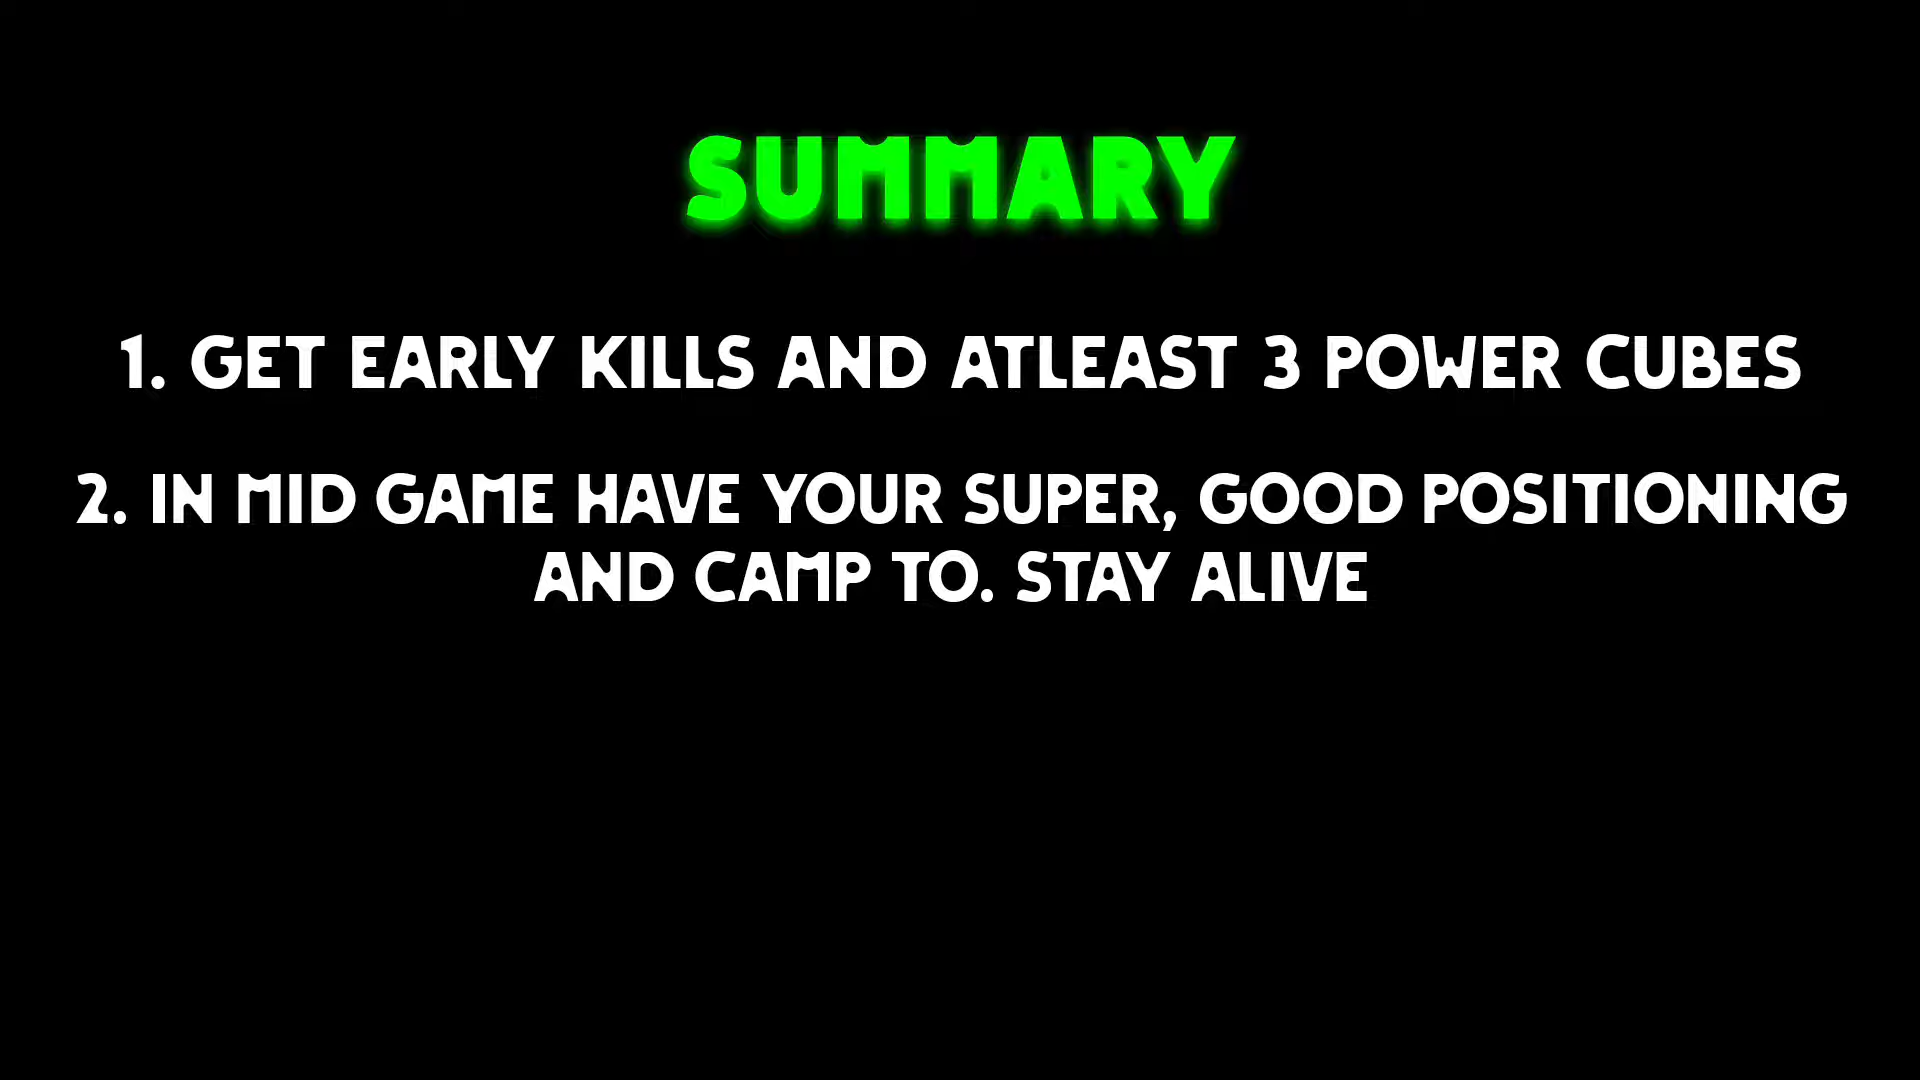 SUMMARY
1. GET EARLY KILLS AND ATLEAST 3 POWER CUBES
2. IN MID GAME HAVE YOUR SUPER, GOOD POSITIONING
AND CAMP TO. STAY ALIVE